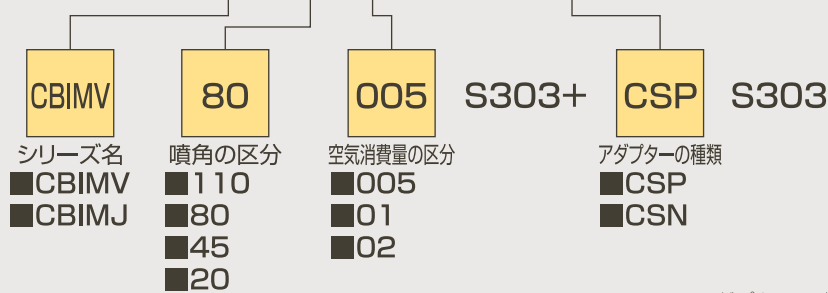 CBIMV 80 005 S303+ CSP S303
シリーズ名 噴角の区分 空気消費量の区分 アダプターの種類
■CBIMV ■110 ■005 ■CSP
■CBIMJ ■80 ■01 ■CSN
■45 ■02
■20